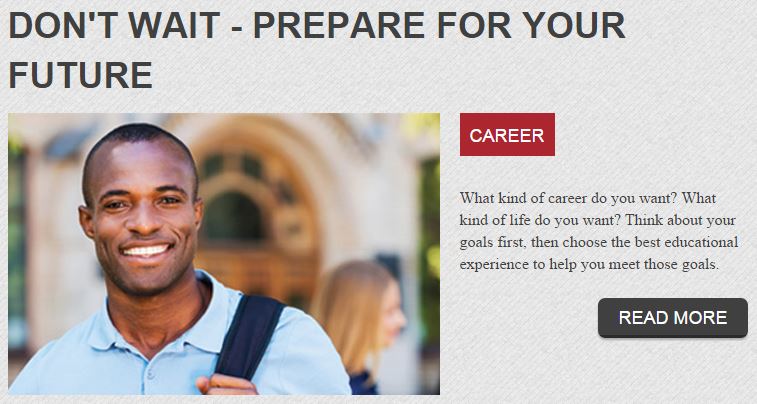 DON'T WAIT - PREPARE FOR YOUR
FUTURE
CAREER
What kind of career do you want? What
kind of life do you want? Think about your
goals first, then choose the best educational
experience to help you meet those goals.
READ MORE